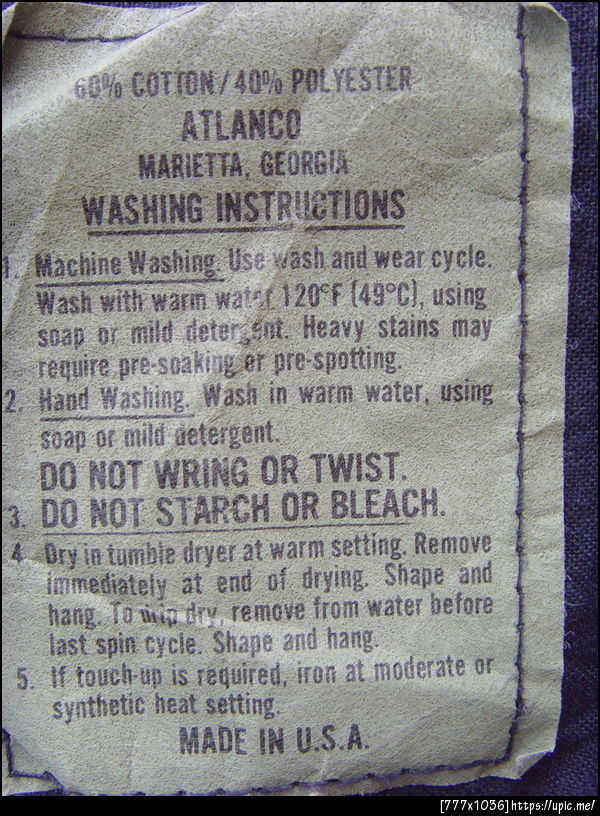 60% COTTON/40% POLYESTER
ATLANCO
MARIETTA, GEORGIA
WASHING INSTRUCTIONS
1. Machine Washing. Use wash and wear cycle.
Wash with warm water 120°F (49°C), using
soap or mild detergent. Heavy stains may
require pre-soaking or pre-spotting.
2. Hand Washing. Wash in warm water, using
soap or mild detergent.
DO NOT WRING OR TWIST.
3. DO NOT STARCH OR BLEACH.
4. Dry in tumble dryer at warm setting. Remove
immediately at end of drying. Shape and
hang. To drip dry, remove from water before
last spin cycle. Shape and hang.
5. If touch-up is required, iron at moderate or
synthetic heat setting.
MADE IN U.S.A.
[777x1036]https://upic.me/